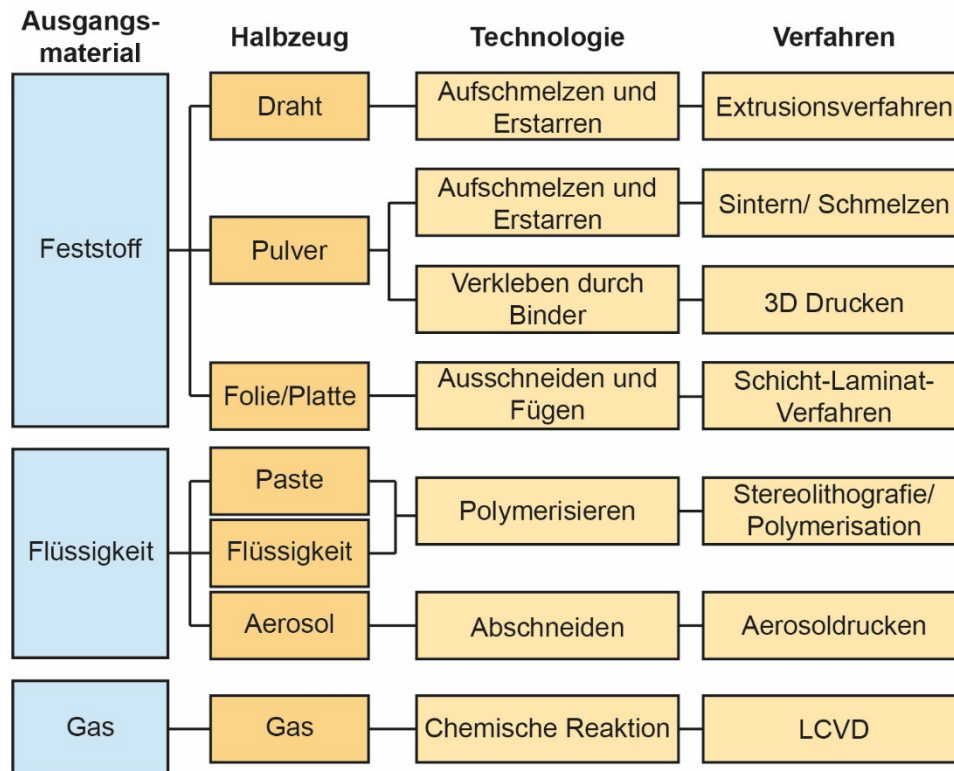 Ausgangs-
material
Halbzeug
Technologie
Verfahren
Feststoff
Draht
Aufschmelzen und
Erstarren
Extrusionsverfahren
Pulver
Aufschmelzen und
Erstarren
Sintern/ Schmelzen
Verkleben durch
Binder
3D Drucken
Folie/Platte
Ausschneiden und
Fügen
Schicht-Laminat-
Verfahren
Flüssigkeit
Paste
Flüssigkeit
Polymerisieren
Stereolithografie/
Polymerisation
Aerosol
Abschneiden
Aerosoldrucken
Gas
Gas
Chemische Reaktion
LCVD